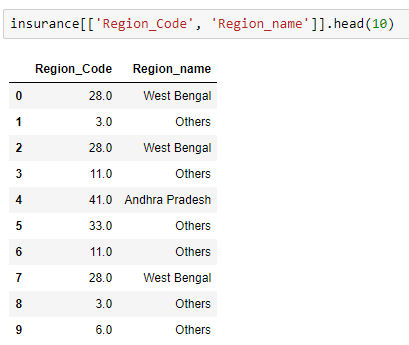 insurance[['Region_Code', 'Region_name']].head(10)
Region_Code Region_name
0 28.0 West Bengal
1 3.0 Others
2 28.0 West Bengal
3 11.0 Others
4 41.0 Andhra Pradesh
5 33.0 Others
6 11.0 Others
7 28.0 West Bengal
8 3.0 Others
9 6.0 Others